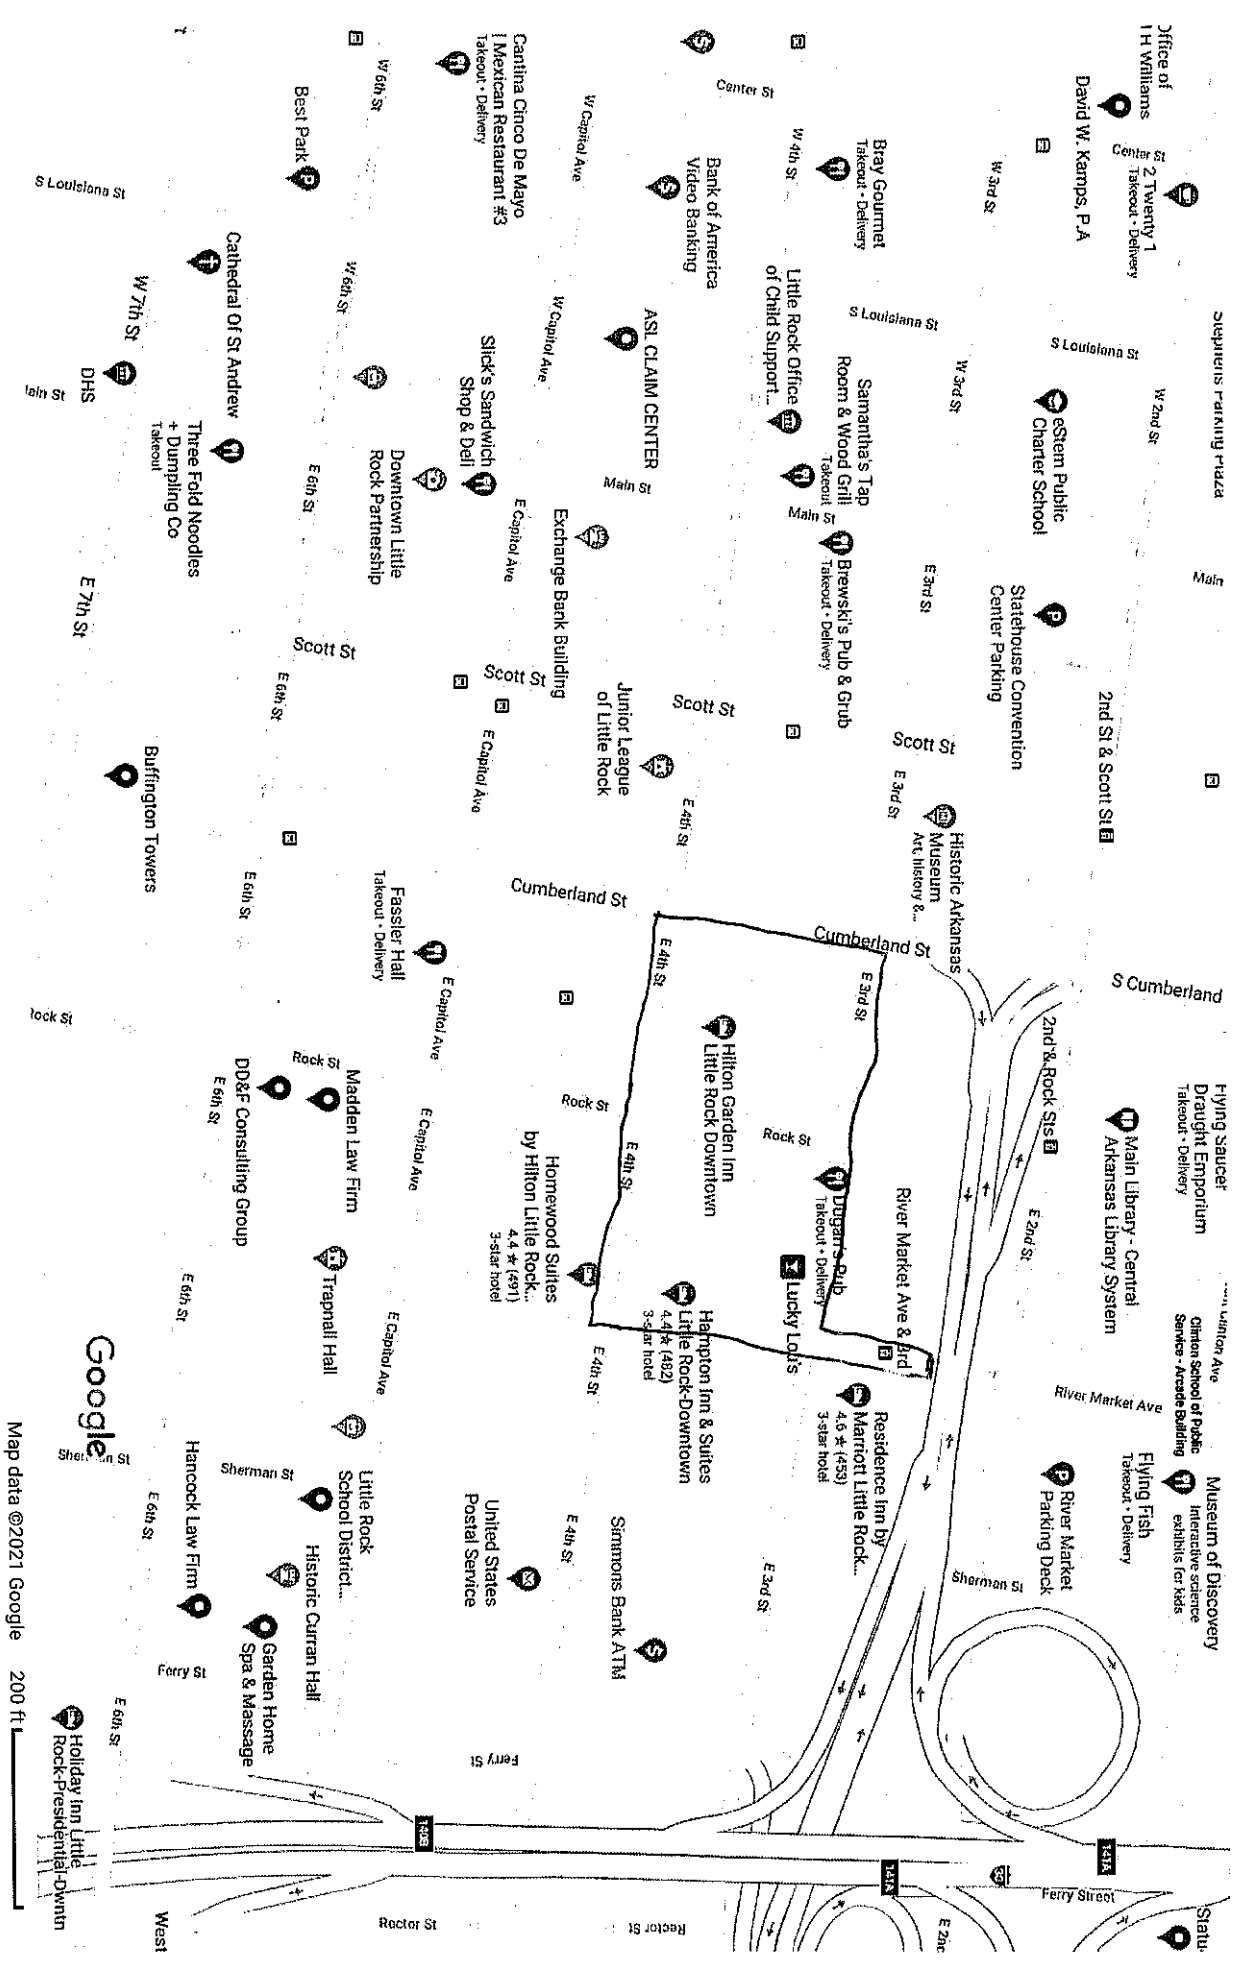 Office of
H Williams
David W. Kamps, P.A
Center St
2 Twenty 1
Takeout • Delivery
Stephens Parking Plaza
S Louisiana St
W 2nd St
eStem Public
Charter School
Main
Statehouse Convention
Center Parking
2nd St & Scott St
S Cumberland
2nd & Rock Sts
Flying Saucer
Draught Emporium
Takeout • Delivery
Main Library - Central
Arkansas Library System
E 2nd St
Clinton Ave
Clinton School of Public
Service - Arcade Building
River Market Ave
Museum of Discovery
Interactive science
exhibits for kids
Flying Fish
Takeout • Delivery
River Market
Parking Deck
Sherman St
141A
Ferry Street
Statu
E 2nd
W 3rd St
Center St
W 4th St
Bray Gourmet
Takeout • Delivery
S Louisiana St
W 3rd St
Bank of America
Video Banking
Little Rock Office
of Child Support...
Samantha's Tap
Room & Wood Grill
Takeout
Main St
Brewski's Pub & Grub
Takeout • Delivery
E 3rd St
Scott St
E 3rd St
Historic Arkansas
Museum
Art, history &...
Cumberland St
E 3rd St
Hilton Garden Inn
Little Rock Downtown
Rock St
Dugan's Pub
Takeout • Delivery
River Market Ave & 3rd
Lucky Lou's
Hampton Inn & Suites
Little Rock-Downtown
4.4 ★ (482)
3-star hotel
Residence Inn by
Marriott Little Rock...
4.6 ★ (453)
3-star hotel
E 3rd St
141A
W Capitol Ave
Cantina Cinco De Mayo
| Mexican Restaurant #3
Takeout • Delivery
W Capitol Ave
ASL CLAIM CENTER
Main St
Slick's Sandwich
Shop & Deli
E Capitol Ave
Exchange Bank Building
Scott St
Scott St
Junior League
of Little Rock
E 4th St
E Capitol Ave
Cumberland St
E 4th St
Rock St
E 4th St
Homewood Suites
by Hilton Little Rock...
4.4 ★ (491)
3-star hotel
E 4th St
E 4th St
United States
Postal Service
Simmons Bank ATM
Ferry St
140B
Rector St
Rector St
W 6th St
Best Park
S Louisiana St
W 6th St
Cathedral Of St Andrew
W 7th St
DHS
Main St
Three Fold Noodles
+ Dumpling Co
Takeout
E 6th St
Downtown Little
Rock Partnership
E 7th St
Scott St
E 6th St
Buffington Towers
E 6th St
Fassler Hall
Takeout • Delivery
E Capitol Ave
Rock St
Rock St
Madden Law Firm
DD&F Consulting Group
E 6th St
E Capitol Ave
Trapnall Hall
E 6th St
E Capitol Ave
Sherman St
Sherman St
Little Rock
School District...
Hancock Law Firm
E 6th St
Historic Curran Hall
Garden Home
Spa & Massage
Ferry St
E 6th St
Holiday Inn Little
Rock-Presidential-Dwntn
West
Google
Map data ©2021 Google
200 ft